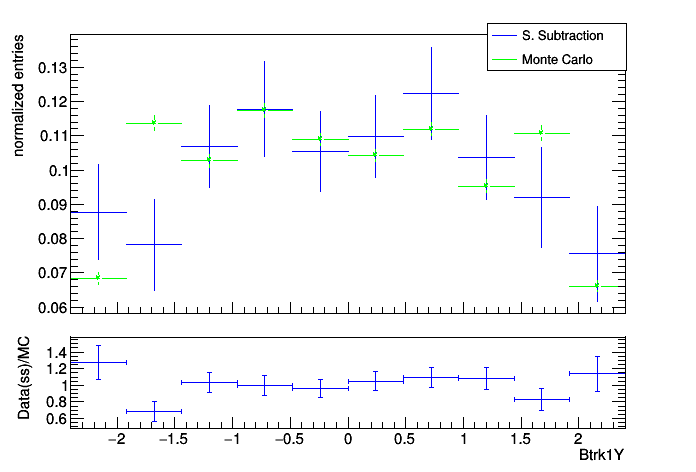 S. Subtraction
Monte Carlo
normalized entries
0.13
0.12
0.11
0.1
0.09
0.08
0.07
0.06
Data(ss)/MC
1.4
1.2
1
0.8
0.6
−2 −1.5 −1 −0.5 0 0.5 1 1.5 2
Btrk1Y